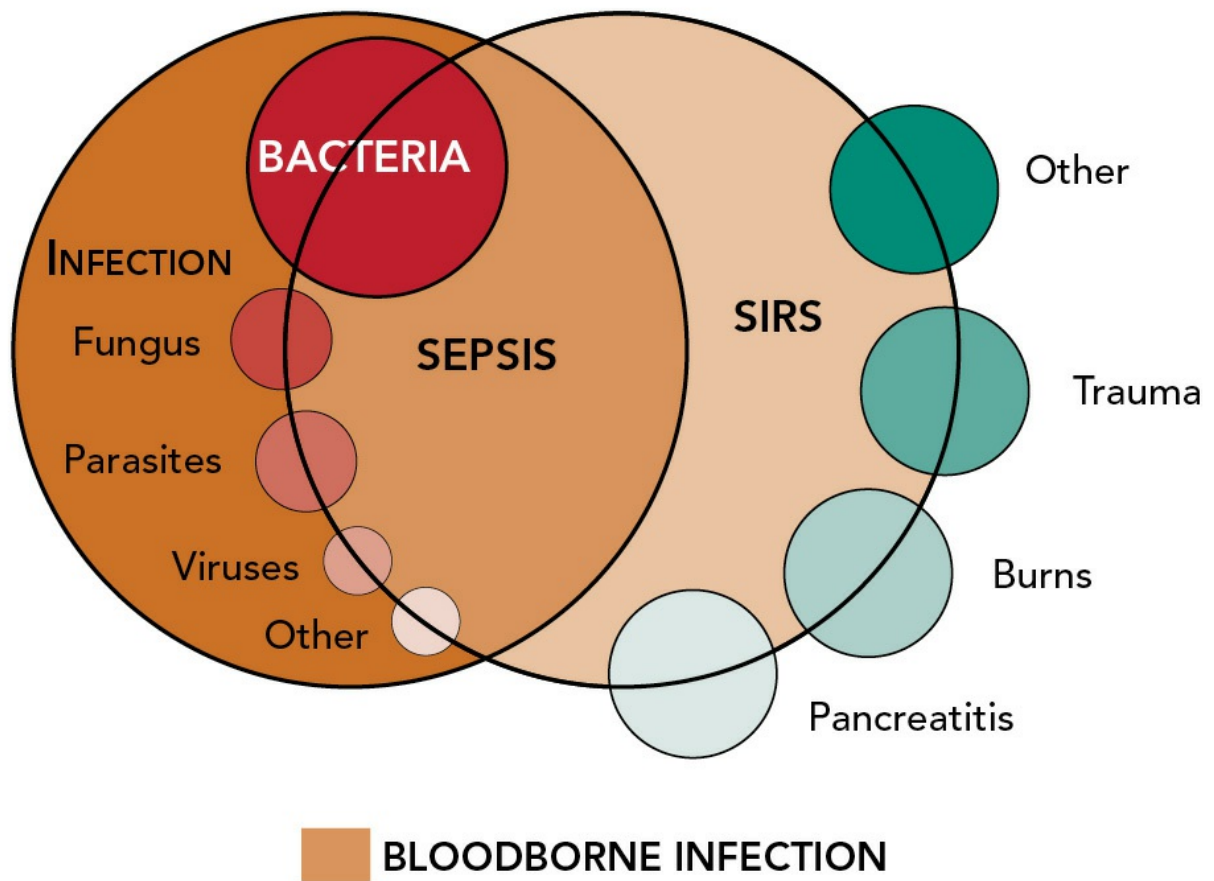 BACTERIA
INFECTION
Fungus
SEPSIS
Parasites
Viruses
Other
SIRS
Other
Trauma
Burns
Pancreatitis
BLOODBORNE INFECTION